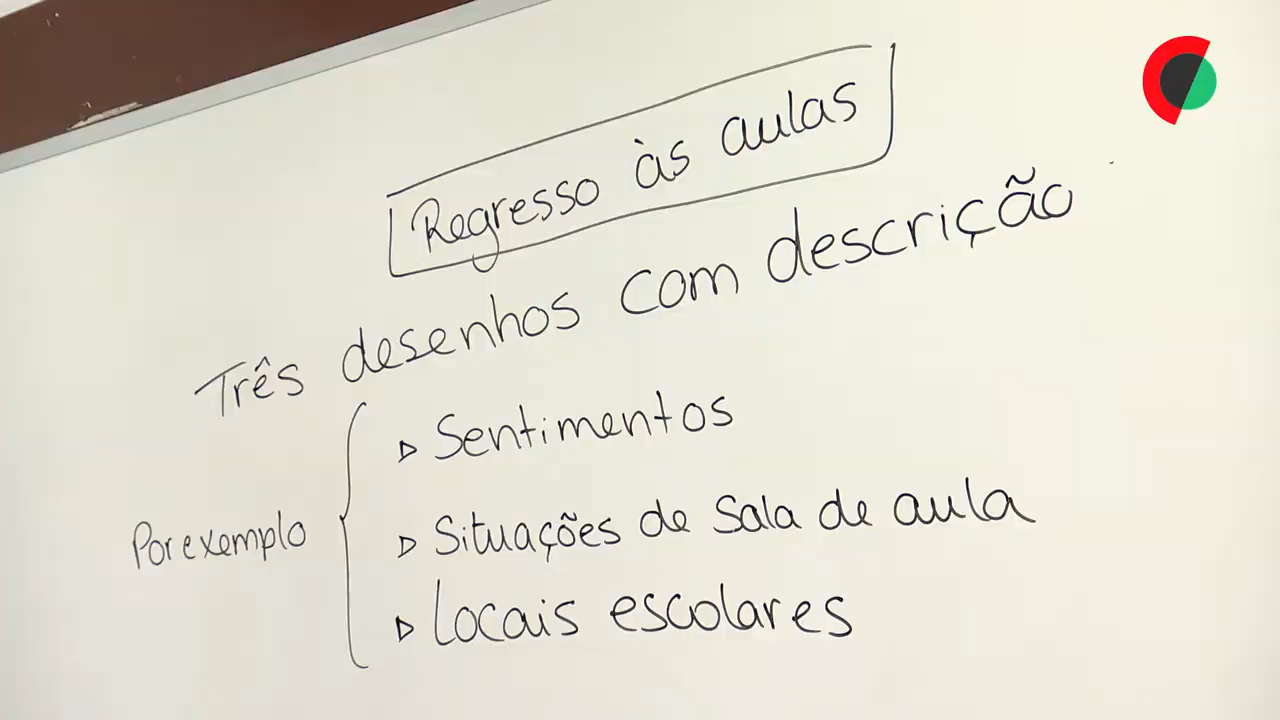 Regresso às aulas
Três desenhos com descrição
Por exemplo
▷ Sentimentos
▷ Situações de sala de aula
▷ Locais escolares